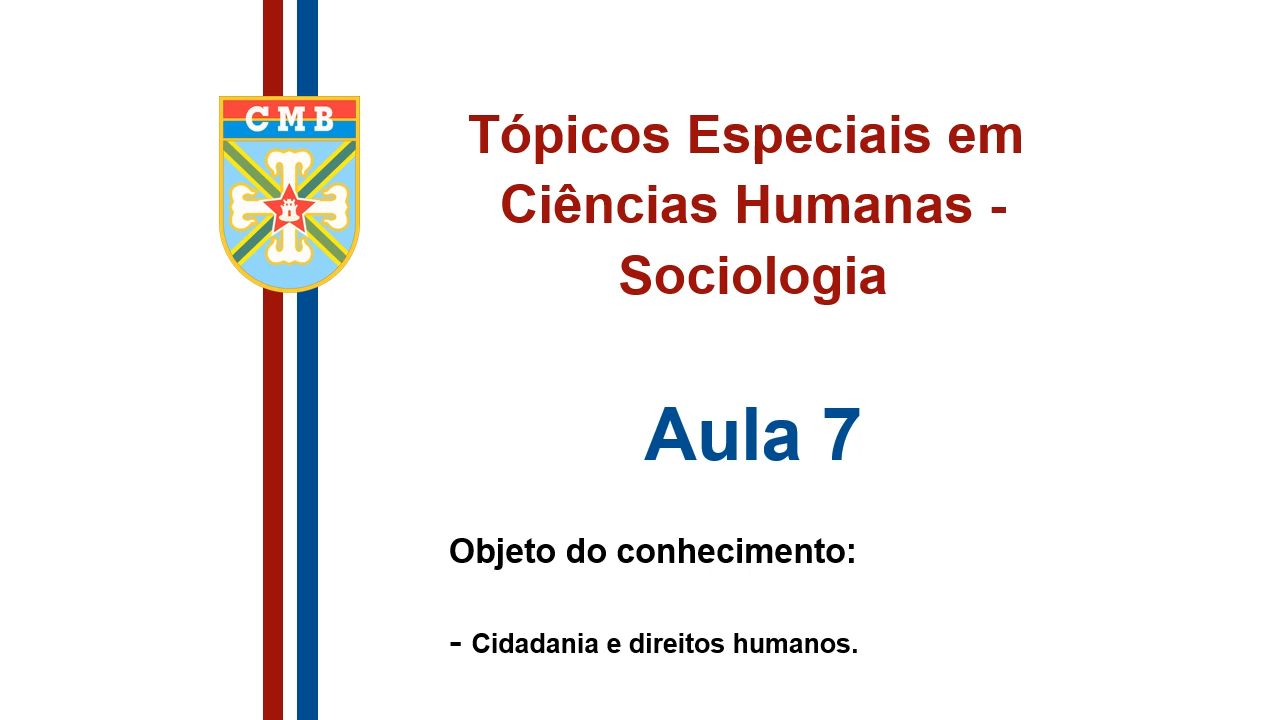 CMB
Tópicos Especiais em
Ciências Humanas -
Sociologia
Aula 7
Objeto do conhecimento:
- Cidadania e direitos humanos.